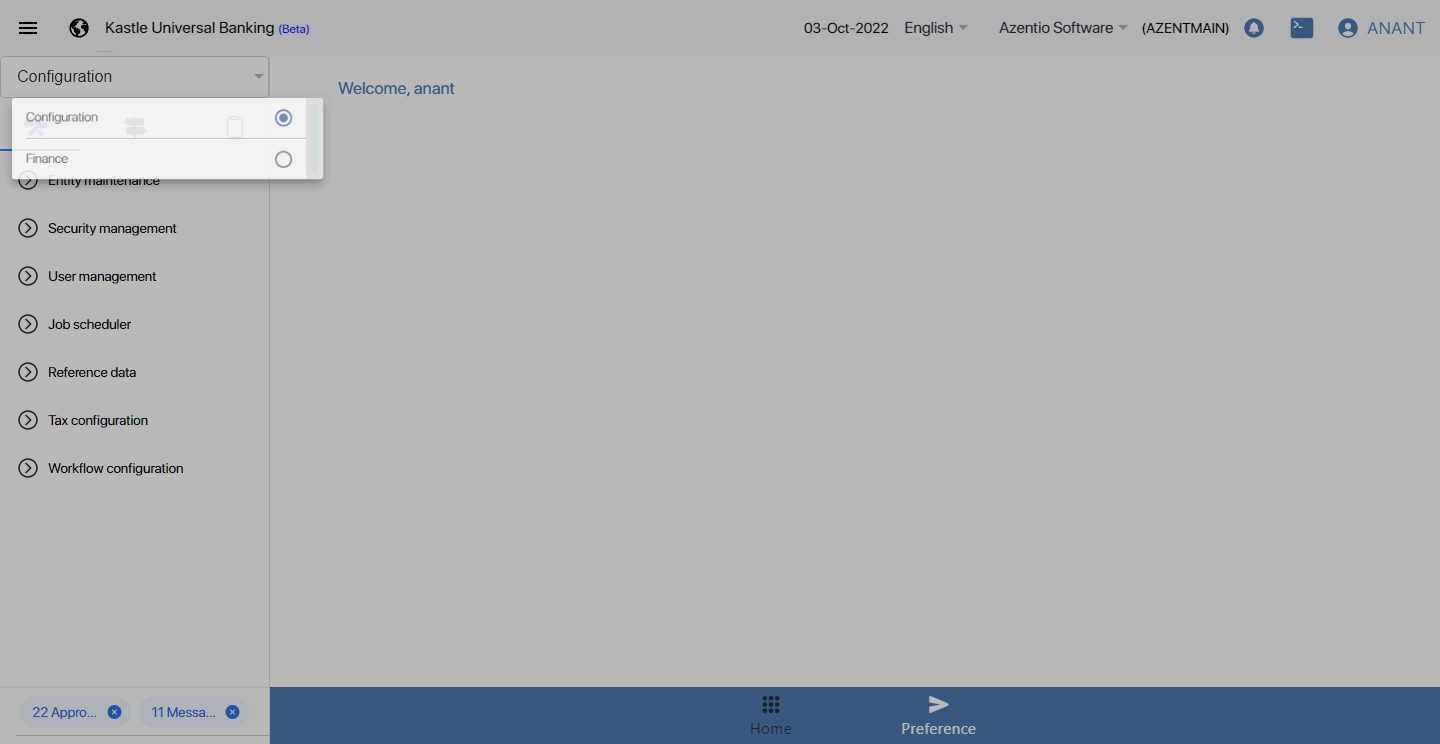 Kastle Universal Banking (Beta)
03-Oct-2022 English Azentio Software (AZENTMAIN) ANANT
Configuration
Welcome, anant
Configuration
Finance
Entity maintenance
Security management
User management
Job scheduler
Reference data
Tax configuration
Workflow configuration
22 Appro... 11 Messa...
Home Preference